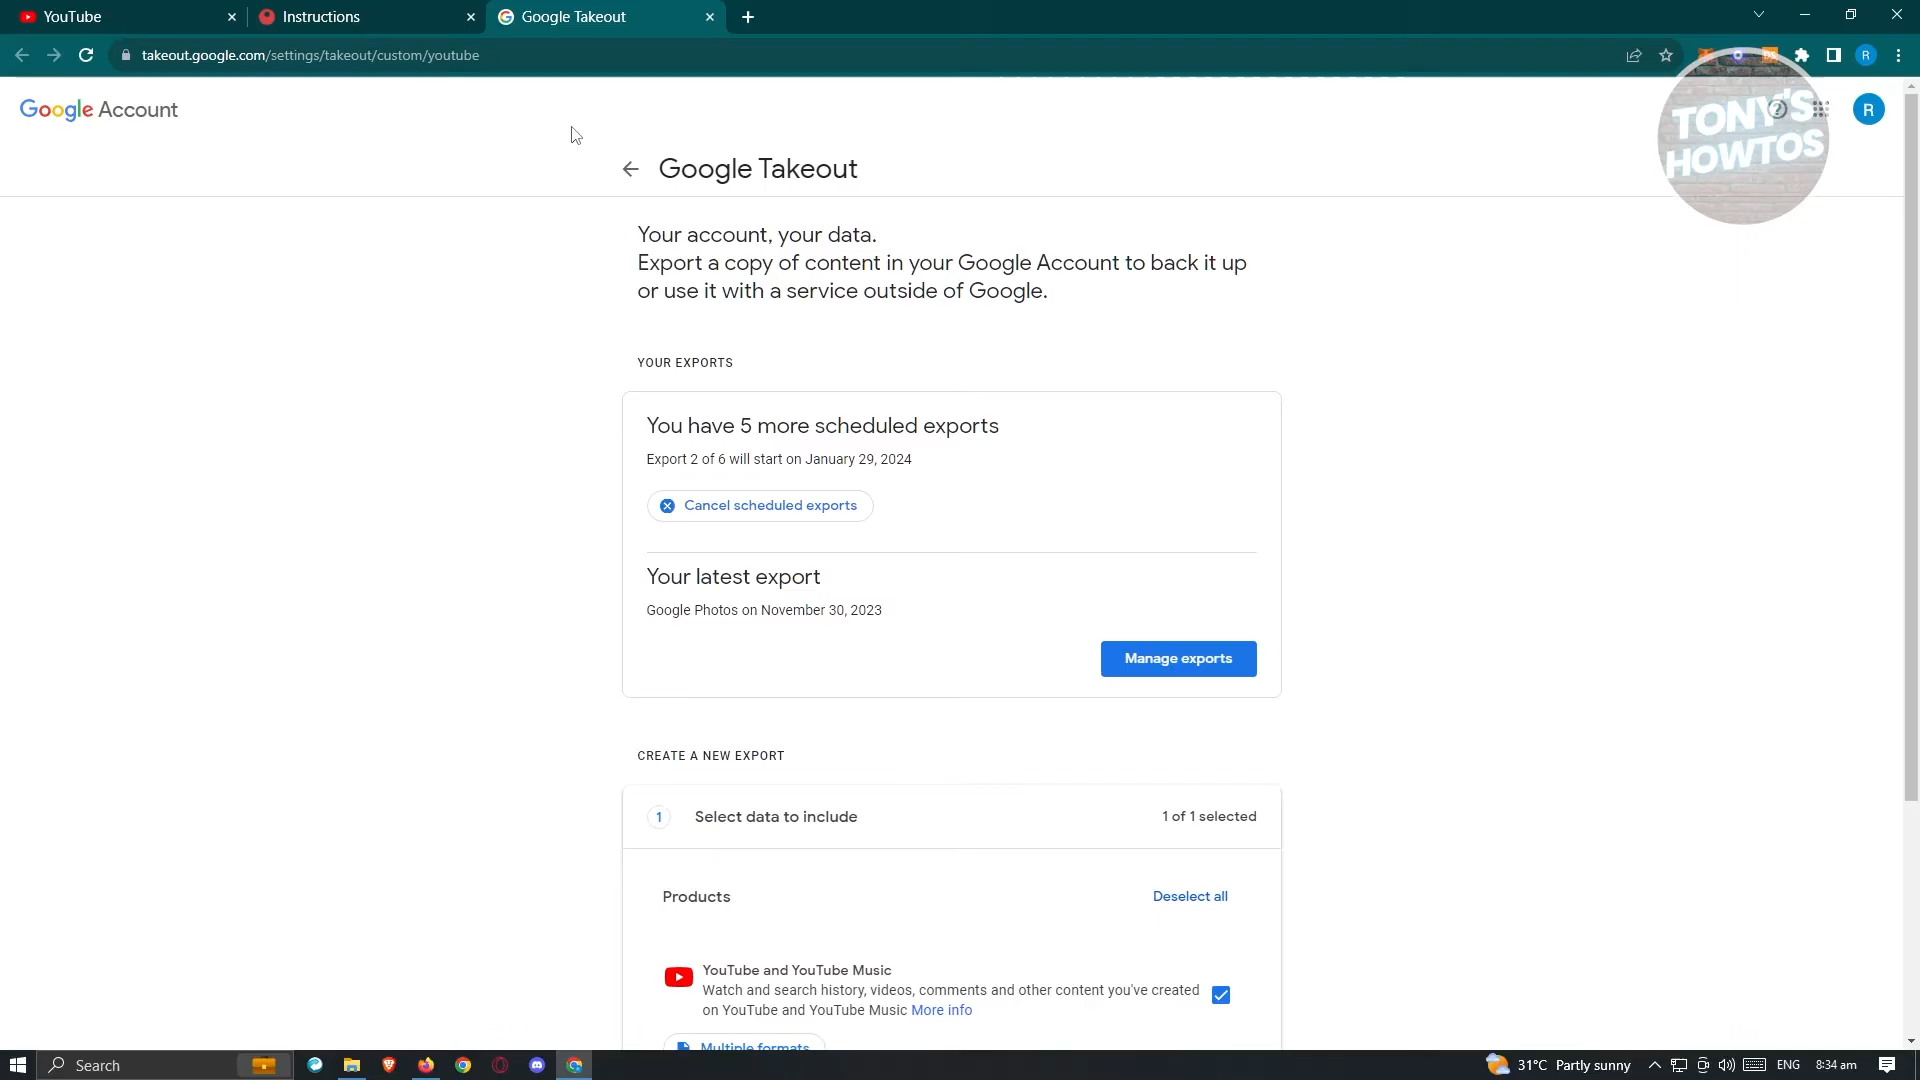 YouTube
Instructions
Google Takeout
takeout.google.com/settings/takeout/custom/youtube
R
Google Account
TONY'S
HOWTOS
R
Google Takeout
Your account, your data.
Export a copy of content in your Google Account to back it up
or use it with a service outside of Google.
YOUR EXPORTS
You have 5 more scheduled exports
Export 2 of 6 will start on January 29, 2024
Cancel scheduled exports
Your latest export
Google Photos on November 30, 2023
Manage exports
CREATE A NEW EXPORT
1 Select data to include 1 of 1 selected
Products Deselect all
YouTube and YouTube Music
Watch and search history, videos, comments and other content you've created
on YouTube and YouTube Music More info
Multiple formats
Search
31°C Partly sunny
ENG
8:34 am